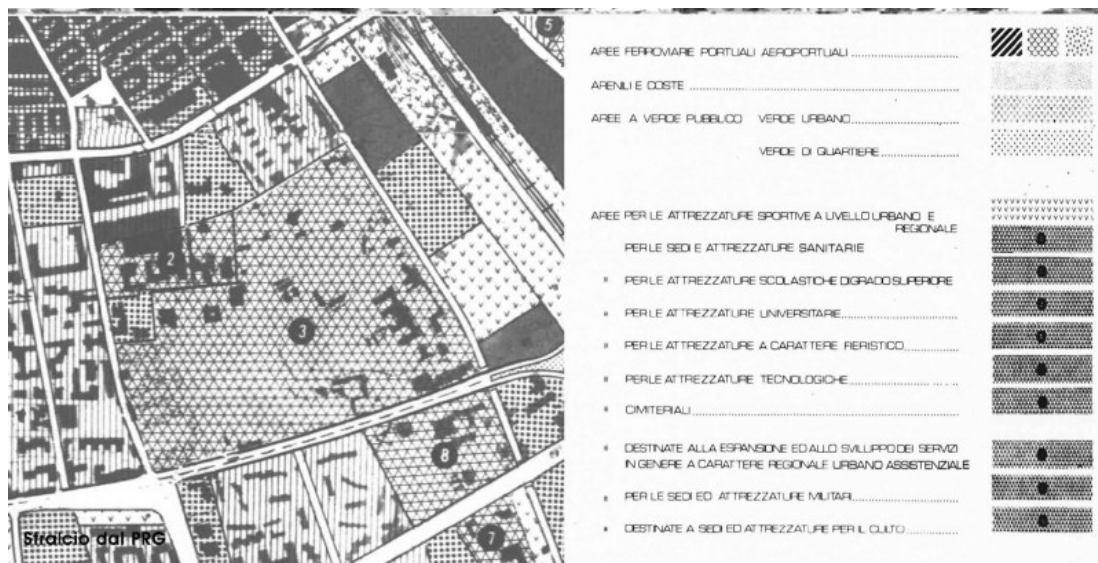 5
2
3
8
7
Stralcio dal PRG
AREE FERROVIARIE PORTUALI AEROPORTUALI
ARENILI E COSTE
AREE A VERDE PUBBLICO VERDE URBANO
VERDE DI QUARTIERE
AREE PER LE ATTREZZATURE SPORTIVE A LIVELLO URBANO E
REGIONALE
PER LE SEDI E ATTREZZATURE SANITARIE
" PER LE ATTREZZATURE SCOLASTICHE DI GRADO SUPERIORE
" PER LE ATTREZZATURE UNIVERSITARIE
" PER LE ATTREZZATURE A CARATTERE FIERISTICO
" PER LE ATTREZZATURE TECNOLOGICHE
" CIMITERIALI
" DESTINATE ALLA ESPANSIONE ED ALLO SVILUPPO DEI SERVIZI
IN GENERE A CARATTERE REGIONALE URBANO ASSISTENZIALE
" PER LE SEDI ED ATTREZZATURE MILITARI
" DESTINATE A SEDI ED ATTREZZATURE PER IL CULTO